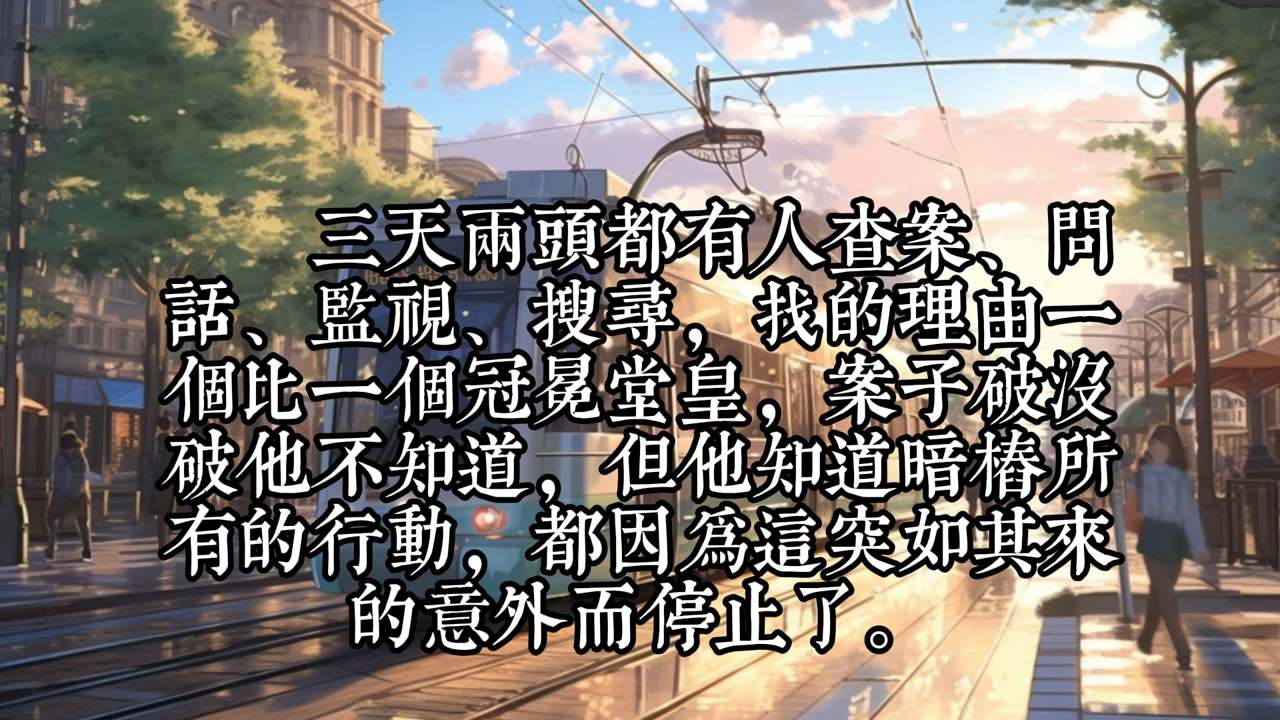 三天兩頭都有人查案、問
話、監視、搜尋，找的理由一
個比一個冠冕堂皇，案子破沒
破他不知道，但他知道暗樁所
有的行動，都因為這突如其來
的意外而停止了。